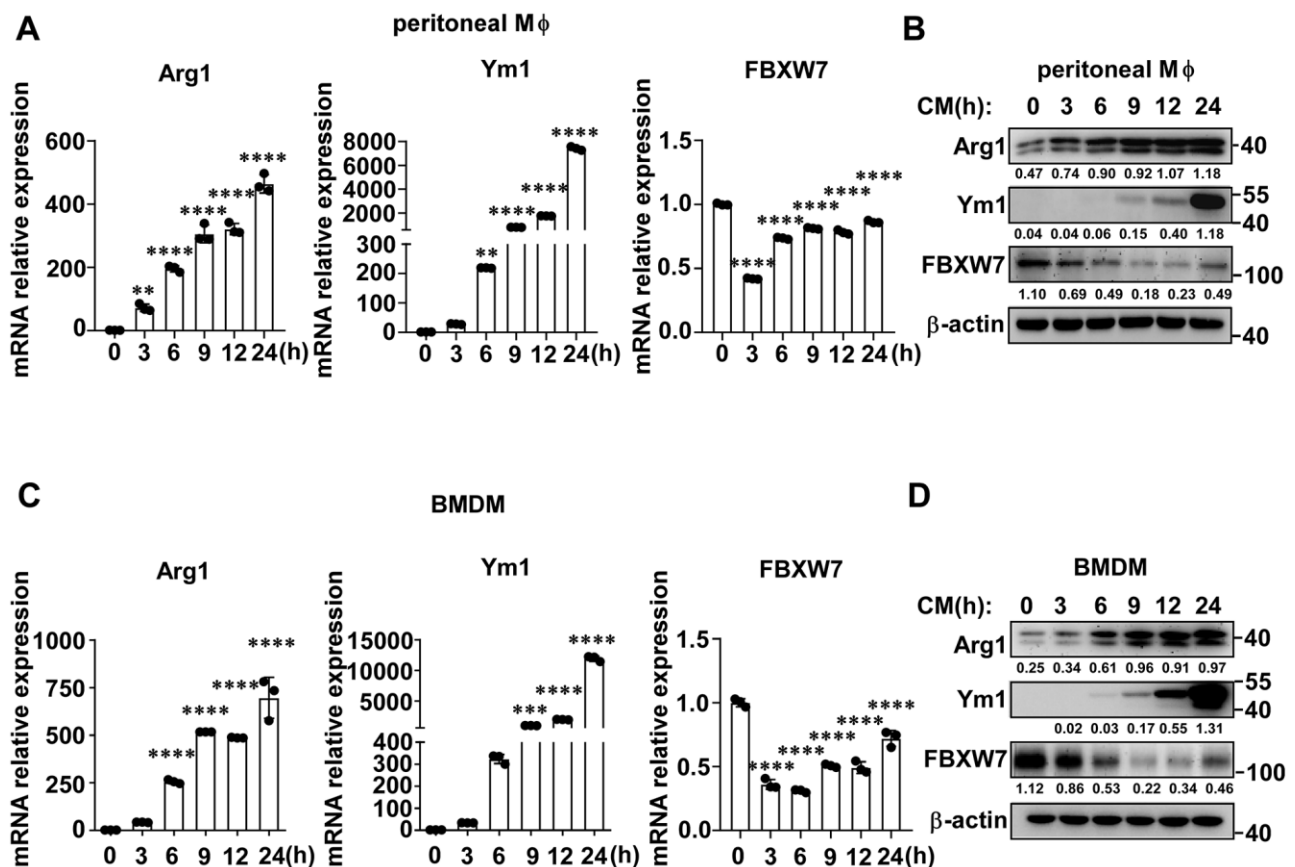 A
peritoneal Mϕ
Arg1
mRNA relative expression
600
400
200
0
**
****
****
****
****
0 3 6 9 12 24(h)
Ym1
mRNA relative expression
8000
6000
4000
2000
300
200
100
0
**
****
****
****
0 3 6 9 12 24(h)
FBXW7
mRNA relative expression
1.5
1.0
0.5
0.0
****
****
****
****
****
0 3 6 9 12 24(h)
B
peritoneal Mϕ
CM(h): 0 3 6 9 12 24
Arg1
40
0.47 0.74 0.90 0.92 1.07 1.18
Ym1
55
40
0.04 0.04 0.06 0.15 0.40 1.18
FBXW7
100
1.10 0.69 0.49 0.18 0.23 0.49
β-actin
40
C
BMDM
Arg1
mRNA relative expression
1000
750
500
250
0
****
****
****
****
0 3 6 9 12 24(h)
Ym1
mRNA relative expression
15000
10000
5000
400
300
200
100
0
***
****
****
0 3 6 9 12 24(h)
FBXW7
mRNA relative expression
1.5
1.0
0.5
0.0
****
****
****
****
****
0 3 6 9 12 24(h)
D
BMDM
CM(h): 0 3 6 9 12 24
Arg1
40
0.25 0.34 0.61 0.96 0.91 0.97
Ym1
55
40
0.02 0.03 0.17 0.55 1.31
FBXW7
100
1.12 0.86 0.53 0.22 0.34 0.46
β-actin
40